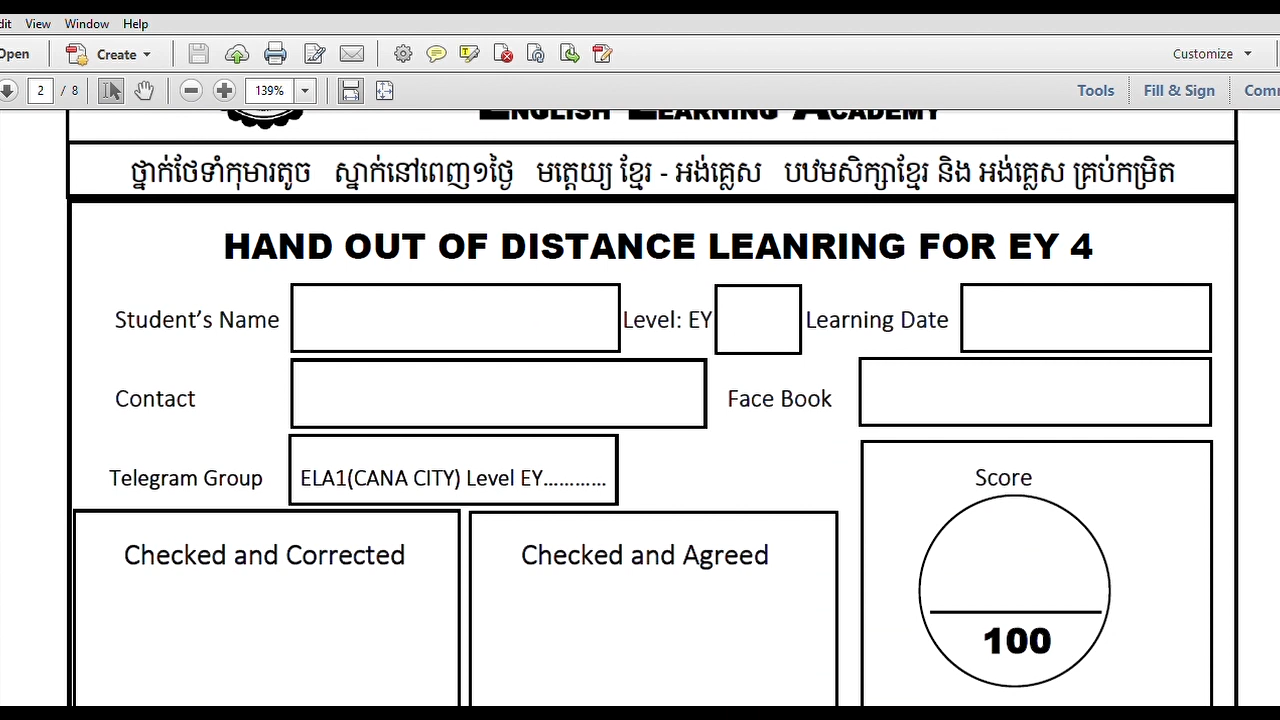 dit View Window Help
Open Create Customize
2 / 8 139% Tools Fill & Sign Com
ENGLISH LEARNING ACADEMY
ថ្នាក់ថែទាំកុមារតូច ស្នាក់នៅពេញ១ថ្ងៃ មត្តេយ្យ ខ្មែរ - អង់គ្លេស បឋមសិក្សាខ្មែរ និង អង់គ្លេស គ្រប់កម្រិត
HAND OUT OF DISTANCE LEANRING FOR EY 4
Student’s Name Level: EY Learning Date
Contact Face Book
Telegram Group ELA1(CANA CITY) Level EY…………
Score
Checked and Corrected Checked and Agreed
100